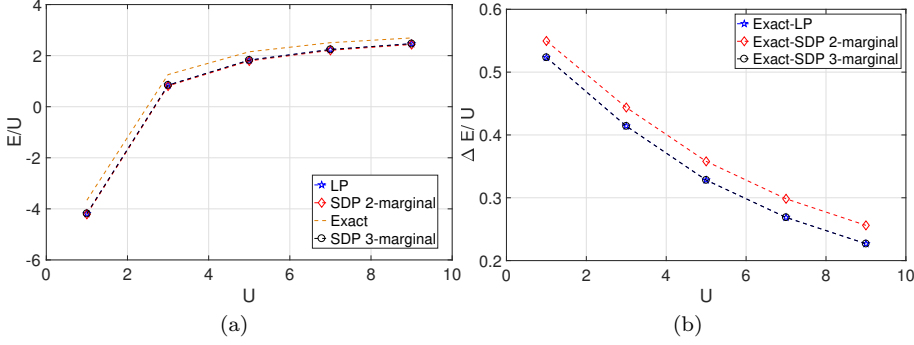 6
4
2
0
-2
-4
-6
E/U
0
2
4
6
8
10
U
LP
SDP 2-marginal
Exact
SDP 3-marginal
(a)
0.6
0.5
0.4
0.3
0.2
Δ E/ U
0
2
4
6
8
10
U
Exact-LP
Exact-SDP 2-marginal
Exact-SDP 3-marginal
(b)